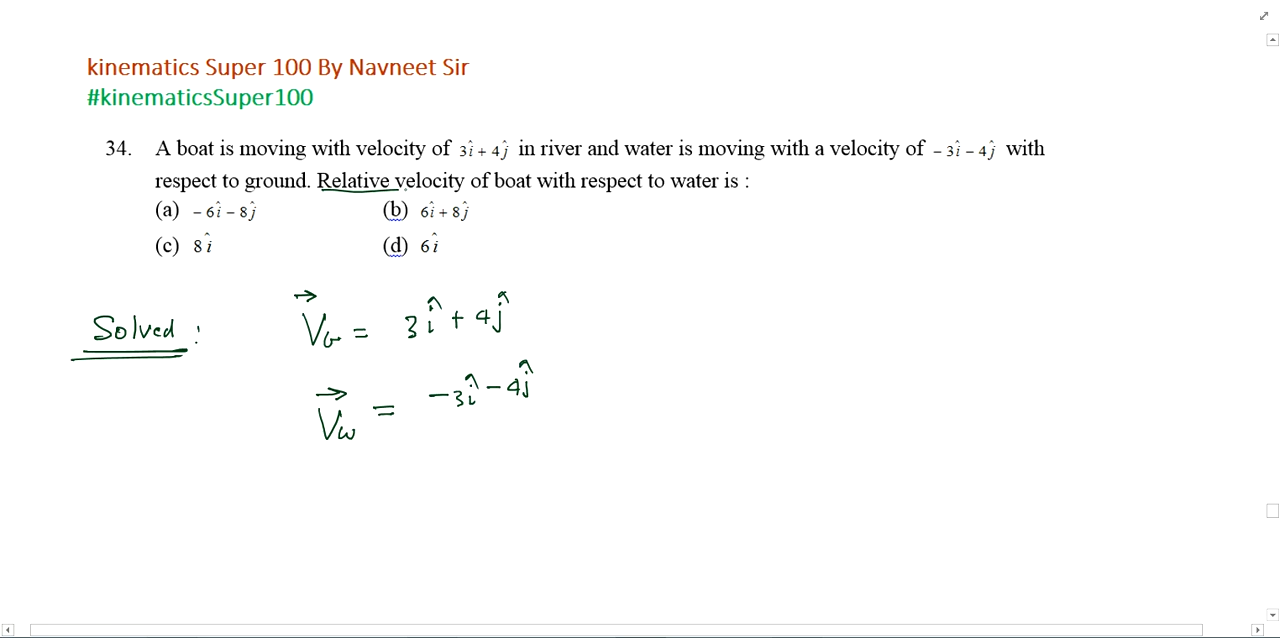 kinematics Super 100 By Navneet Sir
#kinematicsSuper100
34. A boat is moving with velocity of 3î + 4ĵ in river and water is moving with a velocity of − 3î − 4ĵ with
respect to ground. Relative velocity of boat with respect to water is :
(a) − 6î − 8ĵ (b) 6î + 8ĵ
(c) 8î (d) 6î
Solved : V⃗ = 3î + 4ĵ
V⃗w = −3î − 4ĵ